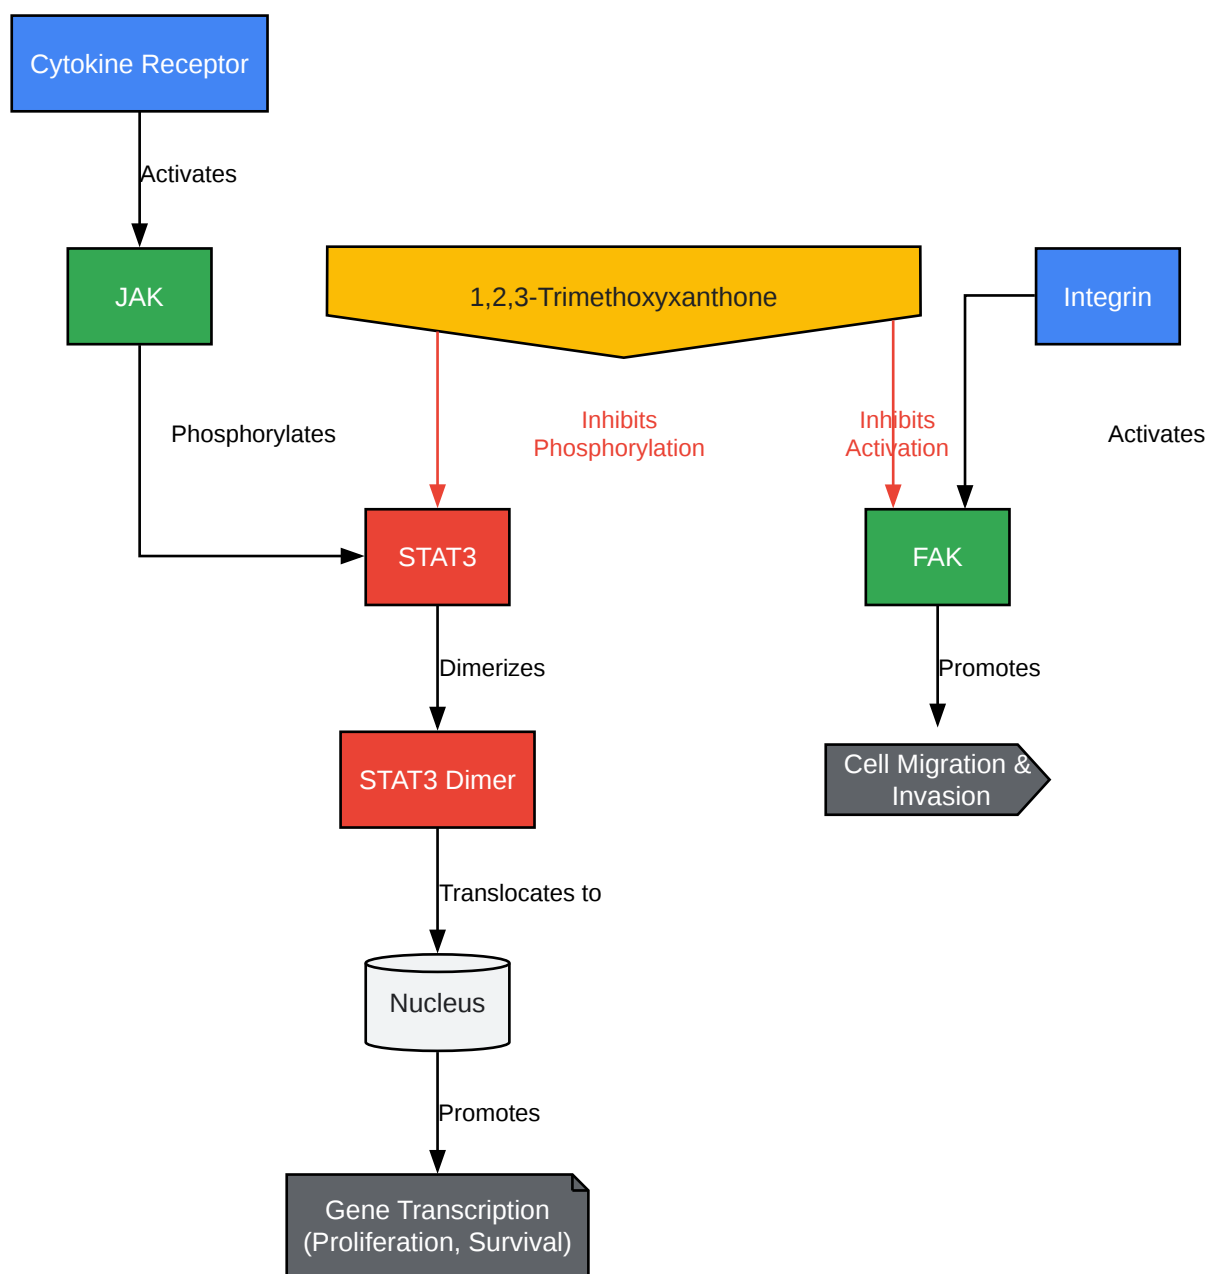 Cytokine Receptor
Activates
JAK
1,2,3-Trimethoxyxanthone
Integrin
Phosphorylates
Inhibits
Phosphorylation
Inhibits
Activation
Activates
STAT3
FAK
Dimerizes
Promotes
STAT3 Dimer
Cell Migration &
Invasion
Translocates to
Nucleus
Promotes
Gene Transcription
(Proliferation, Survival)